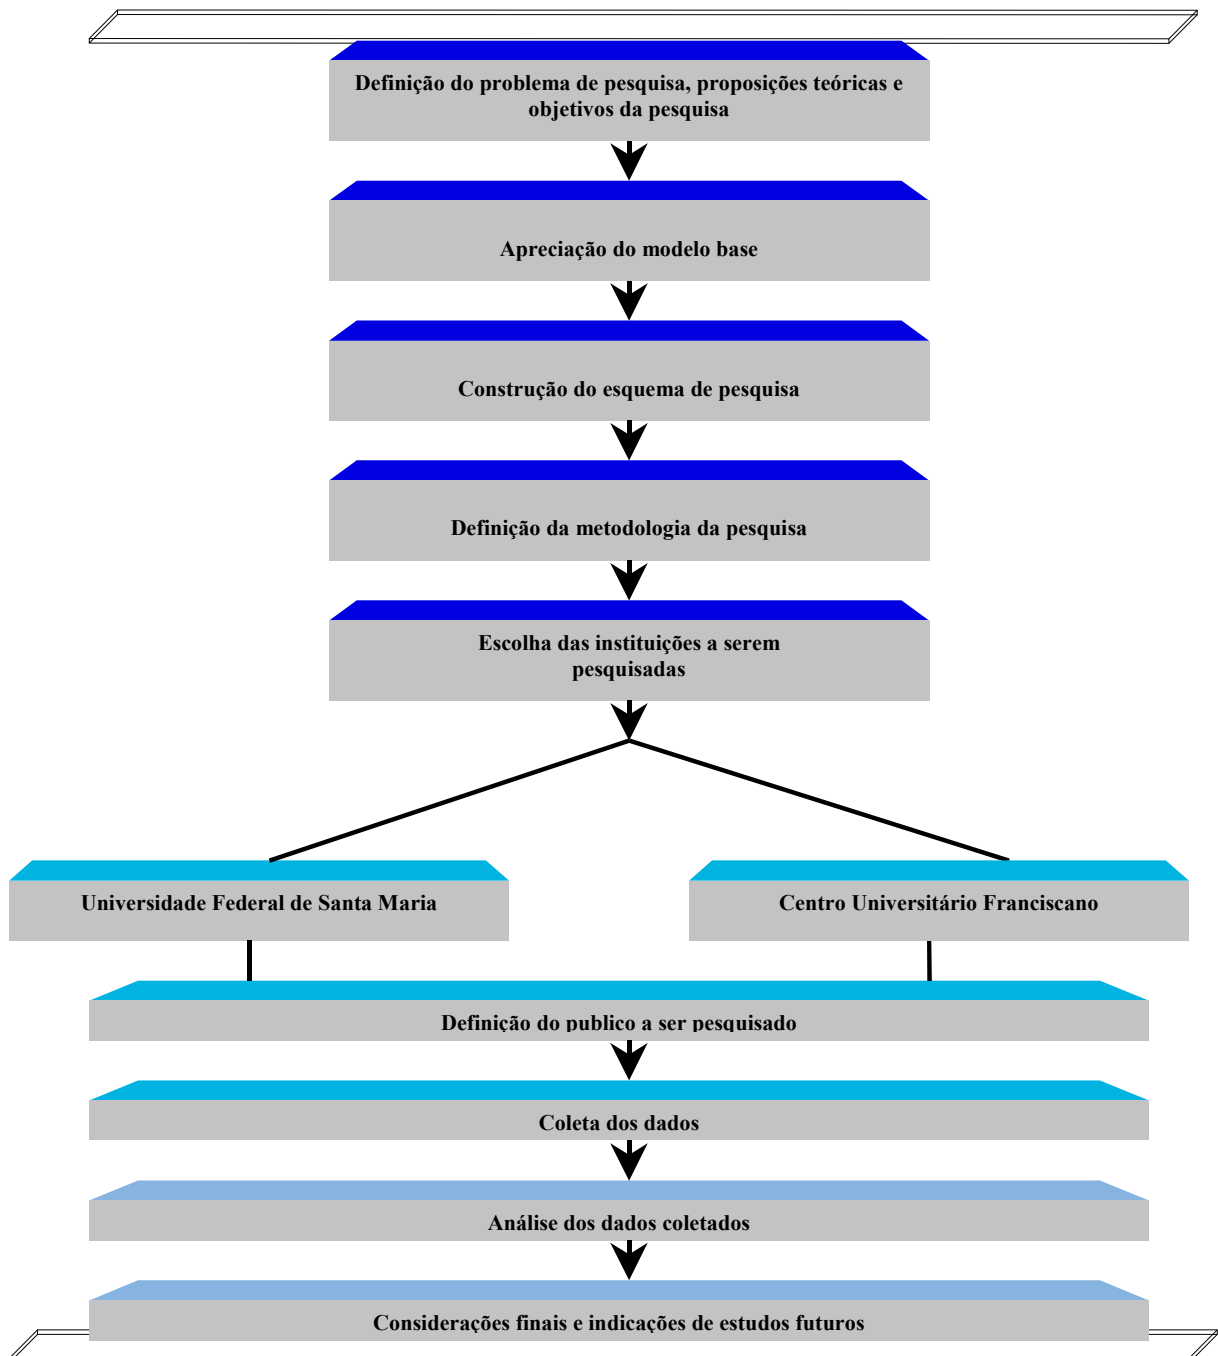 Definição do problema de pesquisa, proposições teóricas e
objetivos da pesquisa
Apreciação do modelo base
Construção do esquema de pesquisa
Definição da metodologia da pesquisa
Escolha das instituições a serem
pesquisadas
Universidade Federal de Santa Maria
Centro Universitário Franciscano
Definição do publico a ser pesquisado
Coleta dos dados
Análise dos dados coletados
Considerações finais e indicações de estudos futuros